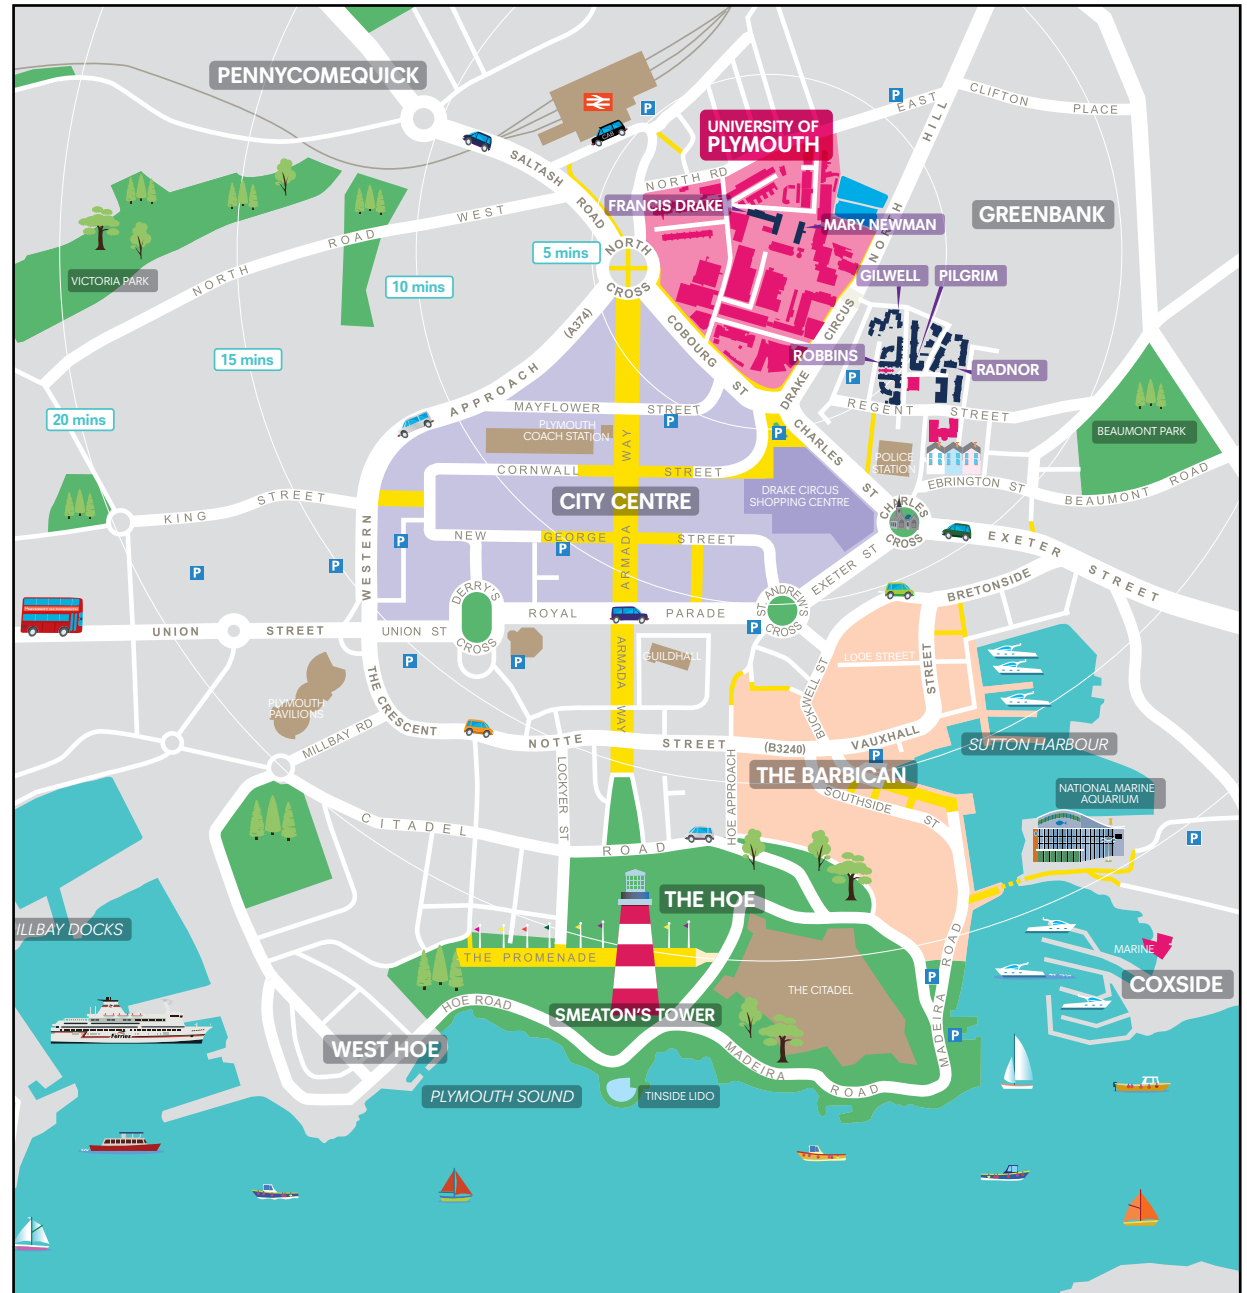 PENNYCOMEQUICK
P
CAB
P
EAST
CLIFTON PLACE
UNIVERSITY OF
PLYMOUTH
NORTH HILL
SALTASH ROAD
NORTH RD
FRANCIS DRAKE
MARY NEWMAN
GREENBANK
NORTH ROAD WEST
VICTORIA PARK
5 mins
10 mins
15 mins
20 mins
NORTH
CROSS
GILWELL
PILGRIM
ROBBINS
RADNOR
(A374)
COBOURG ST
DRAKE CIRCUS
P
WESTERN APPROACH
MAYFLOWER STREET
P
PLYMOUTH
COACH STATION
P
CHARLES ST
REGENT STREET
BEAUMONT PARK
POLICE
STATION
CORNWALL STREET
EBRINGTON ST
BEAUMONT ROAD
CITY CENTRE
DRAKE CIRCUS
SHOPPING CENTRE
KING STREET
CHARLES
CROSS
EXETER STREET
NEW GEORGE STREET
ARMADA WAY
P
P
P
P
EXETER ST
BRETONSIDE
DERRY'S
CROSS
ROYAL PARADE
ST ANDREW'S
CROSS
P
UNION STREET
UNION ST
P
P
GUILDHALL
ARMADA WAY
LOOE STREET
BUCKWELL ST
PLYMOUTH
PAVILIONS
THE CRESCENT
MILLBAY RD
NOTTE STREET
(B3240)
VAUXHALL STREET
P
SUTTON HARBOUR
THE BARBICAN
SOUTHSIDE ST
NATIONAL MARINE
AQUARIUM
P
LOCKYER ST
HOE APPROACH
CITADEL ROAD
THE HOE
ILLBAY DOCKS
THE PROMENADE
THE CITADEL
MARINE
COXSIDE
P
P
HOE ROAD
SMEATON'S TOWER
WEST HOE
MADEIRA ROAD
MADEIRA ROAD
Ferries
PLYMOUTH SOUND
TINSIDE LIDO